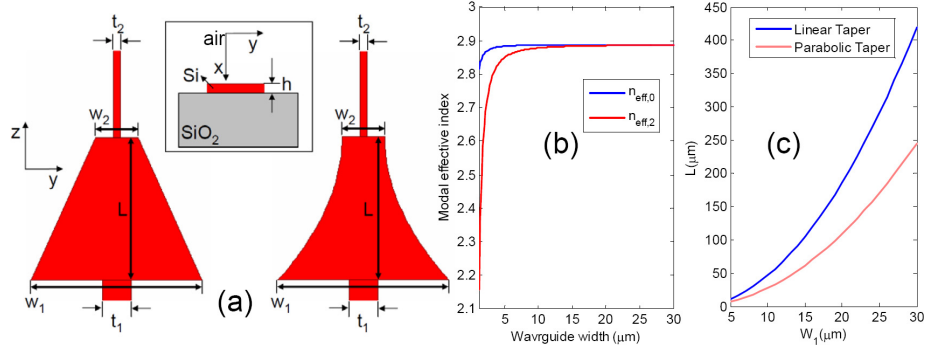 t2
w2
z
y
L
w1
t1
(a)
air
y
x
Si
h
SiO2
t2
w2
L
w1
t1
Modal effective index
2.9
2.8
2.7
2.6
2.5
2.4
2.3
2.2
2.1
neff,0
neff,2
(b)
5 10 15 20 25 30
Wavrguide width (μm)
L(μm)
450
400
350
300
250
200
150
100
50
0
Linear Taper
Parabolic Taper
(c)
5 10 15 20 25 30
W1(μm)